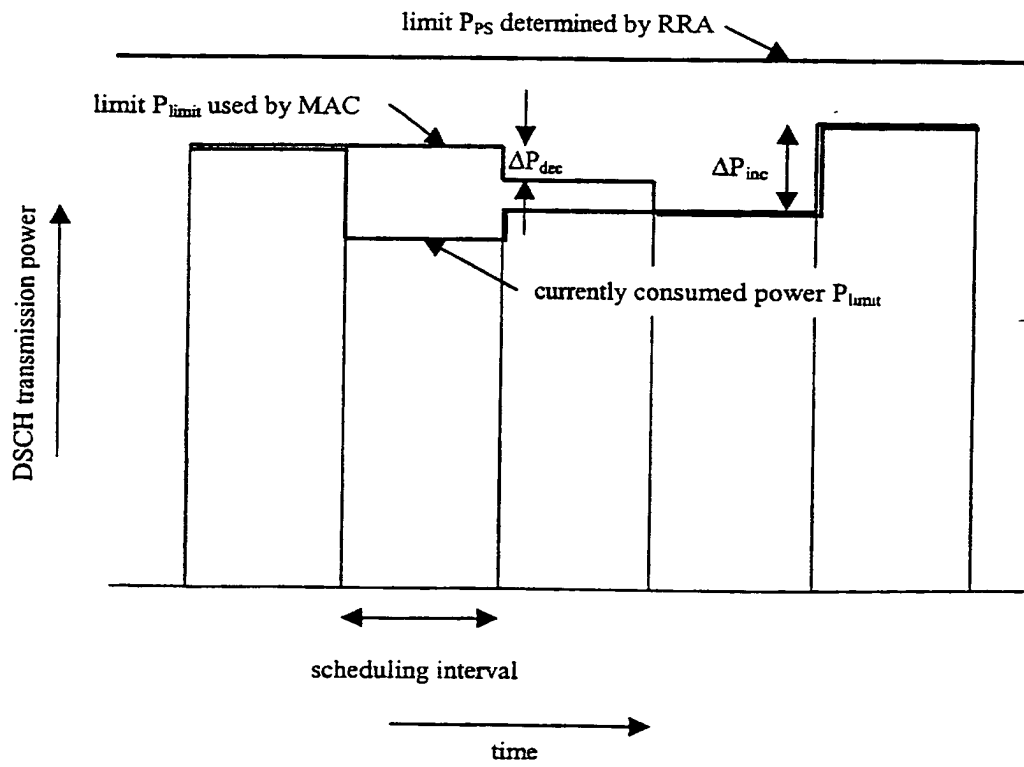 limit P_PS determined by RRA
limit P_limit used by MAC
ΔP_dec
ΔP_inc
DSCH transmission power
currently consumed power P_limit
scheduling interval
time